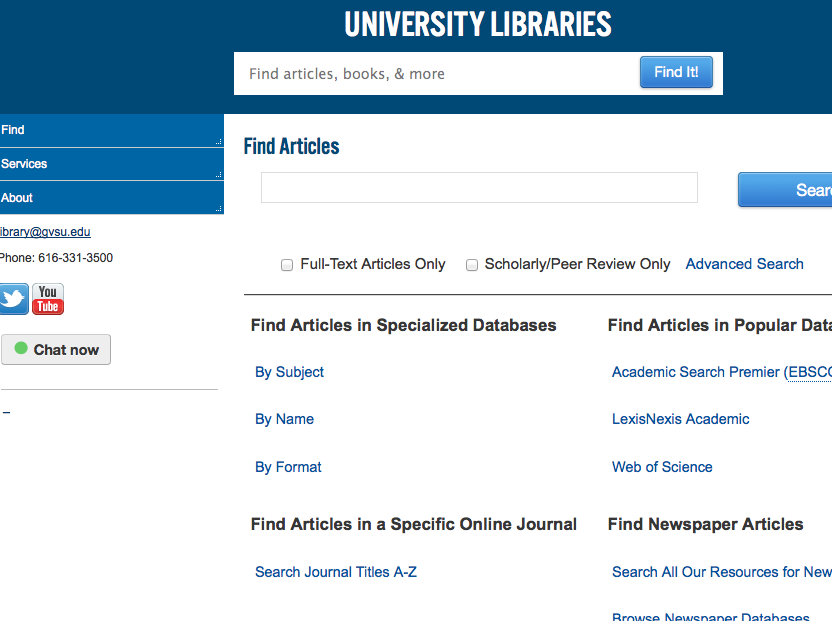 UNIVERSITY LIBRARIES
Find articles, books, & more
Find It!
Find
Services
About
library@gvsu.edu
Phone: 616-331-3500
You
Tube
Chat now
Find Articles
Sear
Full-Text Articles Only
Scholarly/Peer Review Only
Advanced Search
Find Articles in Specialized Databases
By Subject
By Name
By Format
Find Articles in Popular Data
Academic Search Premier (EBSCO
LexisNexis Academic
Web of Science
Find Articles in a Specific Online Journal
Search Journal Titles A-Z
Find Newspaper Articles
Search All Our Resources for New
Browse Newspaper Databases